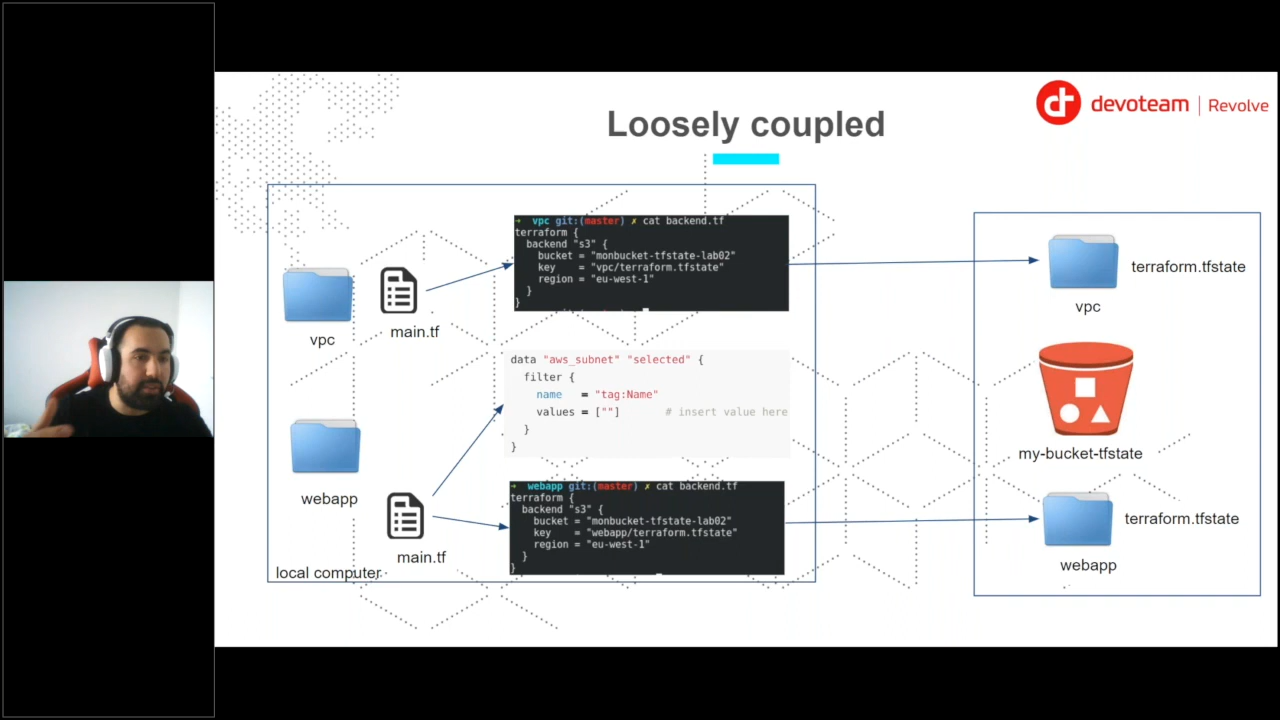 devoteam | Revolve
Loosely coupled
➜ vpc git:(master) ✗ cat backend.tf
terraform {
backend "s3" {
bucket = "monbucket-tfstate-lab02"
key = "vpc/terraform.tfstate"
region = "eu-west-1"
}
}
vpc
main.tf
data "aws_subnet" "selected" {
filter {
name = "tag:Name"
values = [""] # insert value here
}
}
webapp
main.tf
➜ webapp git:(master) ✗ cat backend.tf
terraform {
backend "s3" {
bucket = "monbucket-tfstate-lab02"
key = "webapp/terraform.tfstate"
region = "eu-west-1"
}
}
local computer
terraform.tfstate
vpc
my-bucket-tfstate
terraform.tfstate
webapp